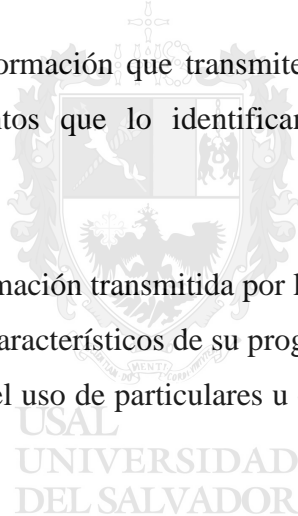 ormación que transmite
ntos que lo identifican
mación transmitida por l
aracterísticos de su prog
el uso de particulares u
USAL
UNIVERSIDAD
DEL SALVADOR